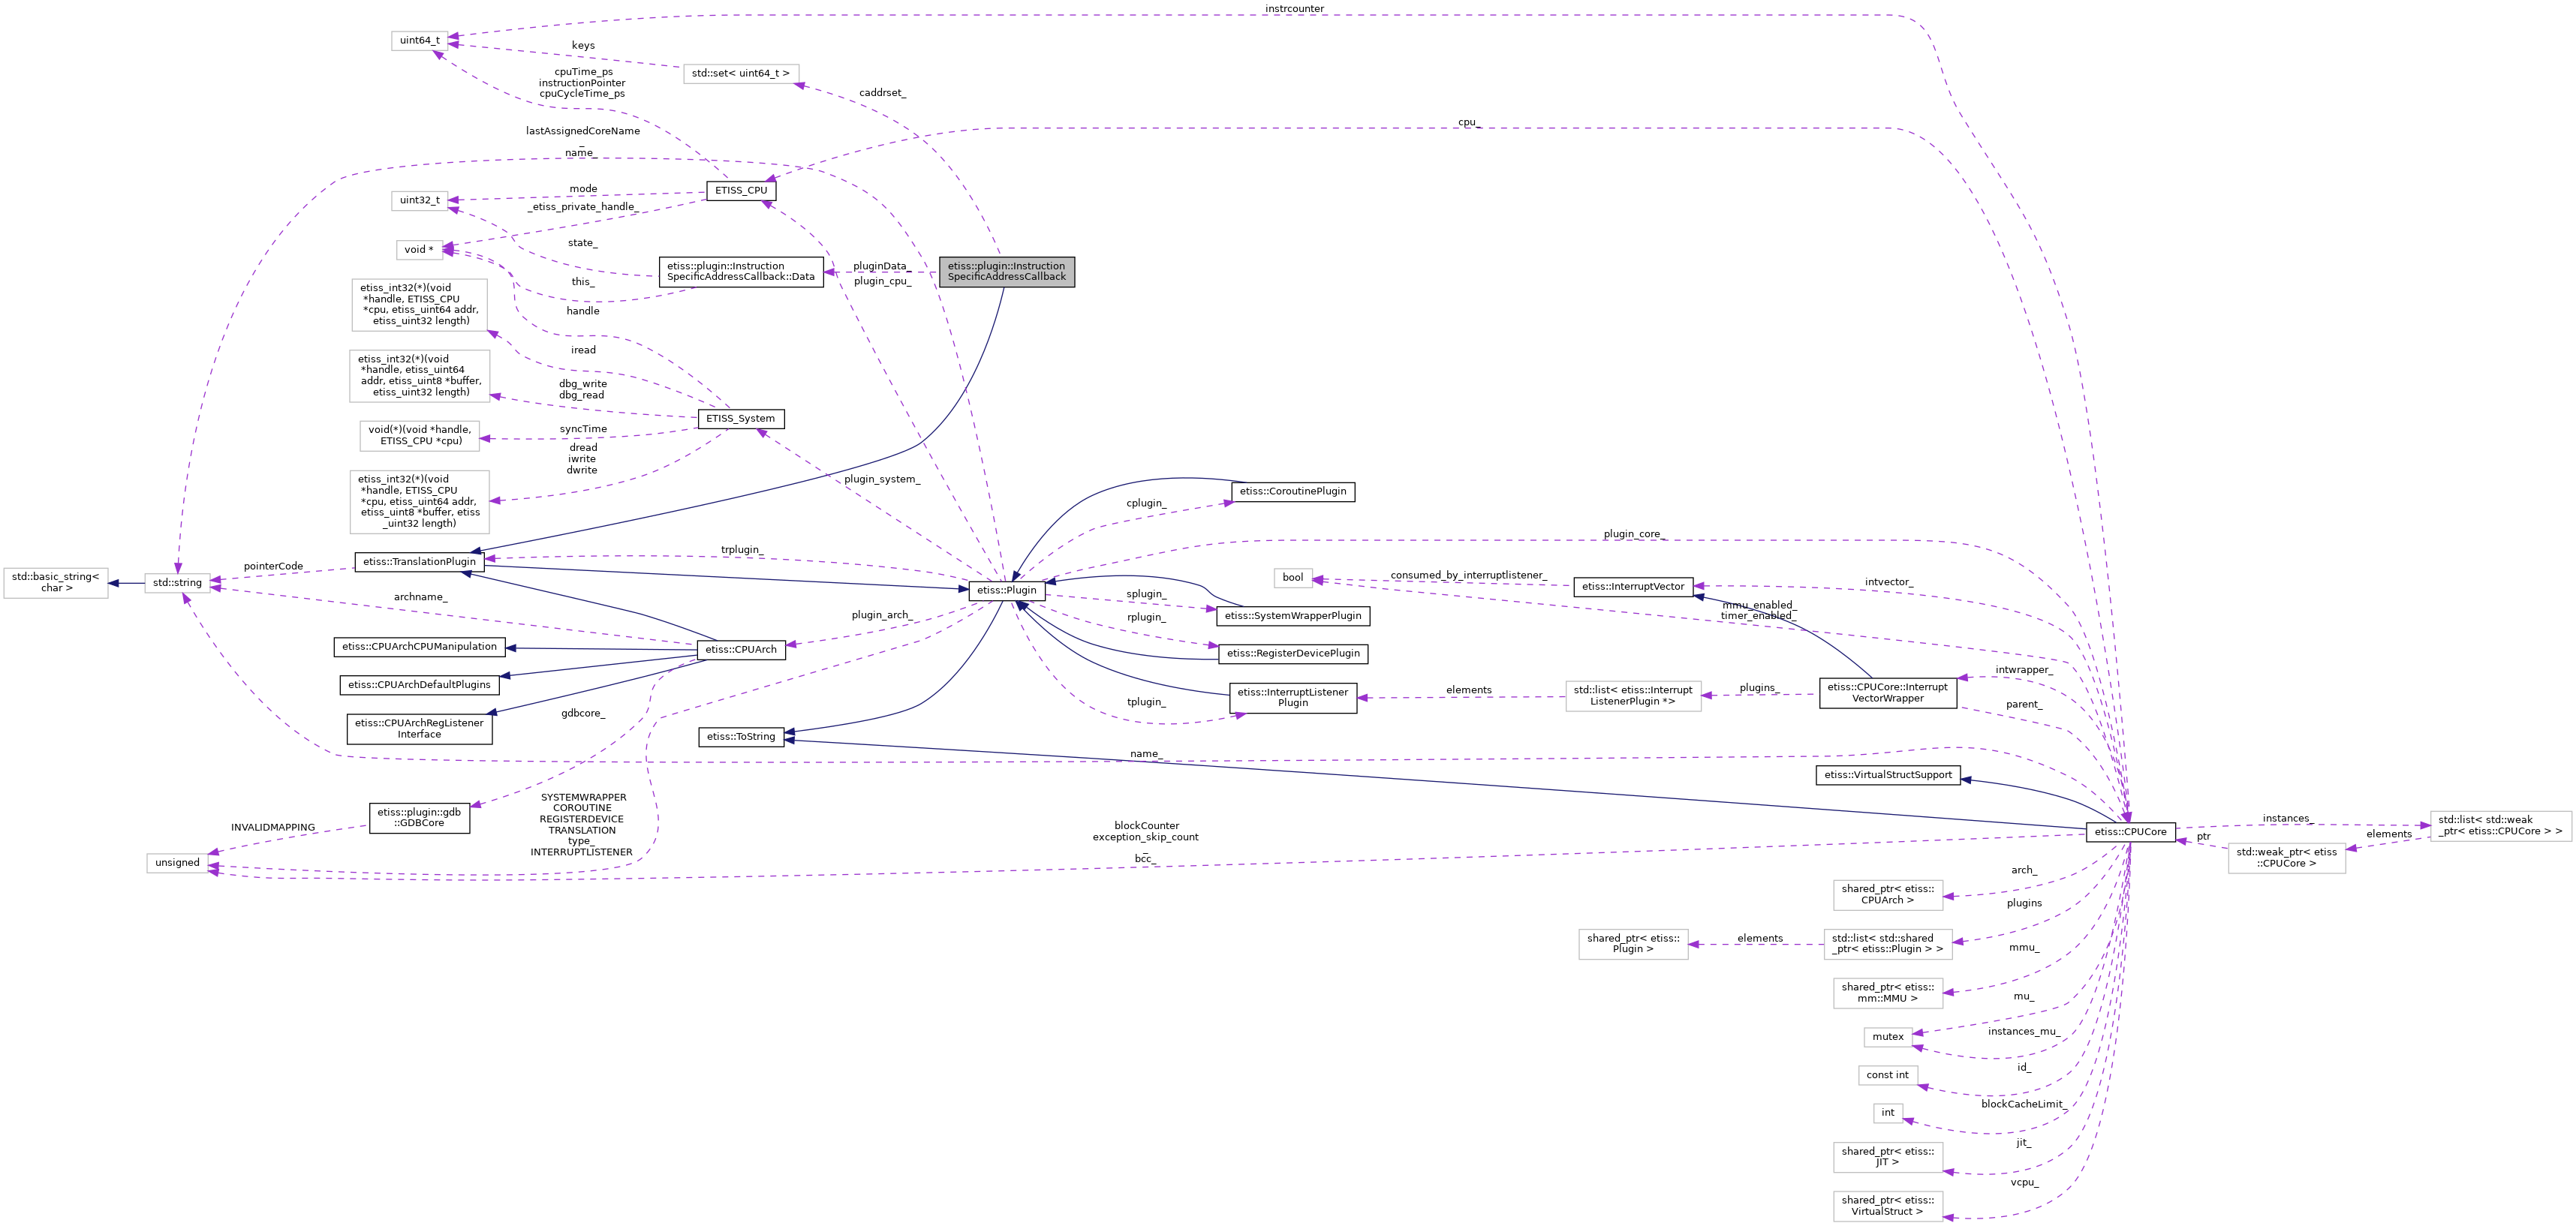 instrcounter
uint64_t
keys
std::set< uint64_t >
cpuTime_ps
instructionPointer
cpuCycleTime_ps
caddrset_
cpu_
lastAssignedCoreName
_
name_
uint32_t
mode
ETISS_CPU
_etiss_private_handle_
void *
state_
etiss::plugin::Instruction
SpecificAddressCallback::Data
pluginData_
plugin_cpu_
etiss::plugin::Instruction
SpecificAddressCallback
this_
handle
etiss_int32(*)(void
*handle, ETISS_CPU
*cpu, etiss_uint64 addr,
etiss_uint32 length)
iread
etiss_int32(*)(void
*handle, etiss_uint64
addr, etiss_uint8 *buffer,
etiss_uint32 length)
dbg_write
dbg_read
ETISS_System
void(*)(void *handle,
ETISS_CPU *cpu)
syncTime
dread
iwrite
dwrite
etiss_int32(*)(void
*handle, ETISS_CPU
*cpu, etiss_uint64 addr,
etiss_uint8 *buffer, etiss
_uint32 length)
plugin_system_
etiss::CoroutinePlugin
cplugin_
plugin_core_
trplugin_
etiss::TranslationPlugin
pointerCode
std::basic_string<
char >
std::string
archname_
etiss::Plugin
splugin_
etiss::SystemWrapperPlugin
bool
consumed_by_interruptlistener_
etiss::InterruptVector
intvector_
mmu_enabled_
timer_enabled_
plugin_arch_
rplugin_
etiss::CPUArchCPUManipulation
etiss::CPUArch
etiss::RegisterDevicePlugin
etiss::CPUArchDefaultPlugins
tplugin_
etiss::InterruptListener
Plugin
elements
std::list< etiss::Interrupt
ListenerPlugin *>
plugins_
etiss::CPUCore::Interrupt
VectorWrapper
intwrapper_
parent_
etiss::CPUArchRegListener
Interface
gdbcore_
etiss::ToString
name_
etiss::VirtualStructSupport
etiss::plugin::gdb
::GDBCore
INVALIDMAPPING
unsigned
SYSTEMWRAPPER
COROUTINE
REGISTERDEVICE
TRANSLATION
type_
INTERRUPTLISTENER
blockCounter
exception_skip_count
_
bcc_
etiss::CPUCore
instances_
std::list< std::weak
_ptr< etiss::CPUCore > >
elements
ptr
std::weak_ptr< etiss
::CPUCore >
arch_
shared_ptr< etiss::
CPUArch >
plugins
shared_ptr< etiss::
Plugin >
elements
std::list< std::shared
_ptr< etiss::Plugin > >
mmu_
shared_ptr< etiss::
mm::MMU >
mu_
mutex
instances_mu_
id_
const int
blockCacheLimit_
int
jit_
shared_ptr< etiss::
JIT >
vcpu_
shared_ptr< etiss::
VirtualStruct >